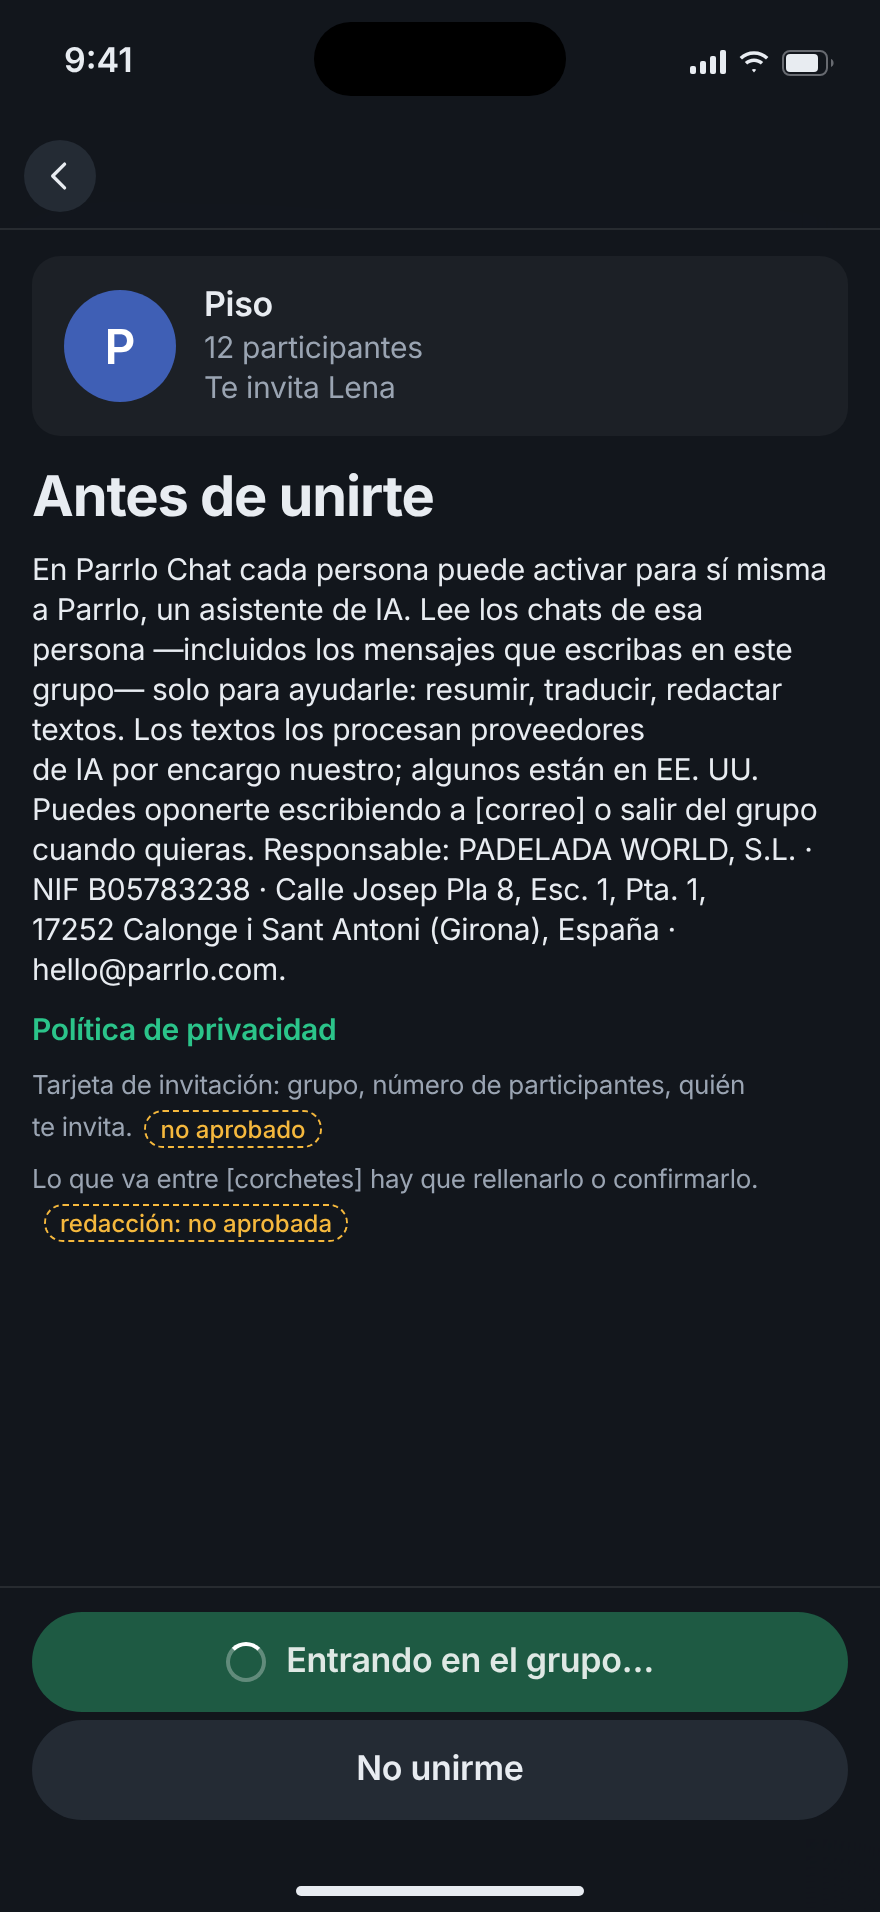 9:41
P
Piso
12 participantes
Te invita Lena
Antes de unirte
En Parrlo Chat cada persona puede activar para sí misma
a Parrlo, un asistente de IA. Lee los chats de esa
persona —incluidos los mensajes que escribas en este
grupo— solo para ayudarle: resumir, traducir, redactar
textos. Los textos los procesan proveedores
de IA por encargo nuestro; algunos están en EE. UU.
Puedes oponerte escribiendo a [correo] o salir del grupo
cuando quieras. Responsable: PADELADA WORLD, S.L. ·
NIF B05783238 · Calle Josep Pla 8, Esc. 1, Pta. 1,
17252 Calonge i Sant Antoni (Girona), España ·
hello@parrlo.com.
Política de privacidad
Tarjeta de invitación: grupo, número de participantes, quién
te invita. no aprobado
Lo que va entre [corchetes] hay que rellenarlo o confirmarlo.
redacción: no aprobada
Entrando en el grupo...
No unirme